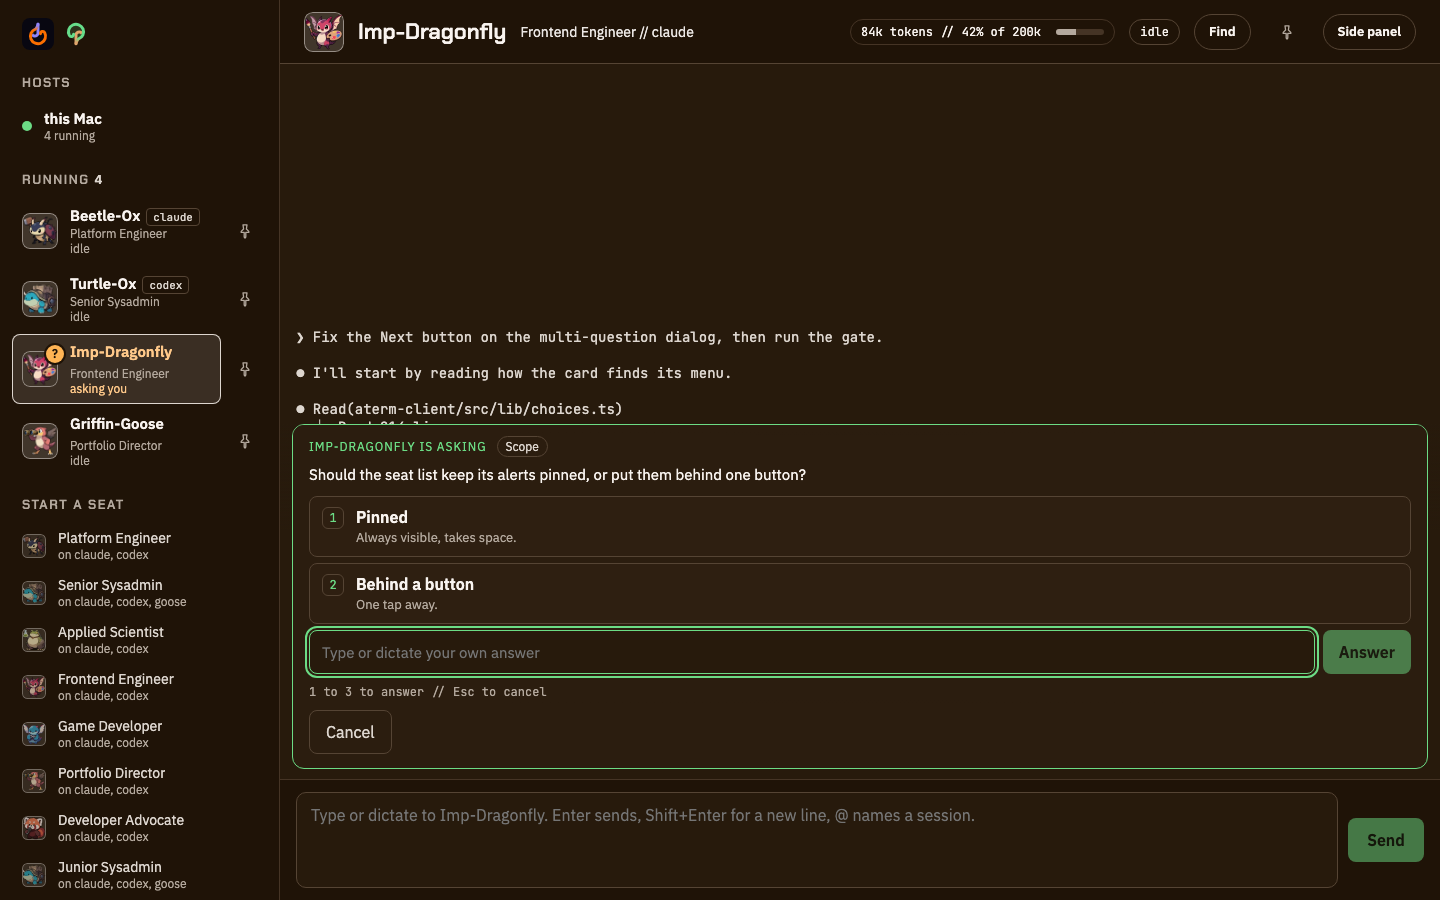 HOSTS
this Mac
4 running
RUNNING 4
Beetle-Ox claude
Platform Engineer
idle
Turtle-Ox codex
Senior Sysadmin
idle
?
Imp-Dragonfly
Frontend Engineer
asking you
Griffin-Goose
Portfolio Director
idle
START A SEAT
Platform Engineer
on claude, codex
Senior Sysadmin
on claude, codex, goose
Applied Scientist
on claude, codex
Frontend Engineer
on claude, codex
Game Developer
on claude, codex
Portfolio Director
on claude, codex
Developer Advocate
on claude, codex
Junior Sysadmin
on claude, codex, goose
Imp-Dragonfly Frontend Engineer // claude
84k tokens // 42% of 200k
idle
Find
Side panel
❯ Fix the Next button on the multi-question dialog, then run the gate.
● I'll start by reading how the card finds its menu.
● Read(aterm-client/src/lib/choices.ts)
IMP-DRAGONFLY IS ASKING Scope
Should the seat list keep its alerts pinned, or put them behind one button?
1 Pinned
Always visible, takes space.
2 Behind a button
One tap away.
Type or dictate your own answer
Answer
1 to 3 to answer // Esc to cancel
Cancel
Type or dictate to Imp-Dragonfly. Enter sends, Shift+Enter for a new line, @ names a session.
Send